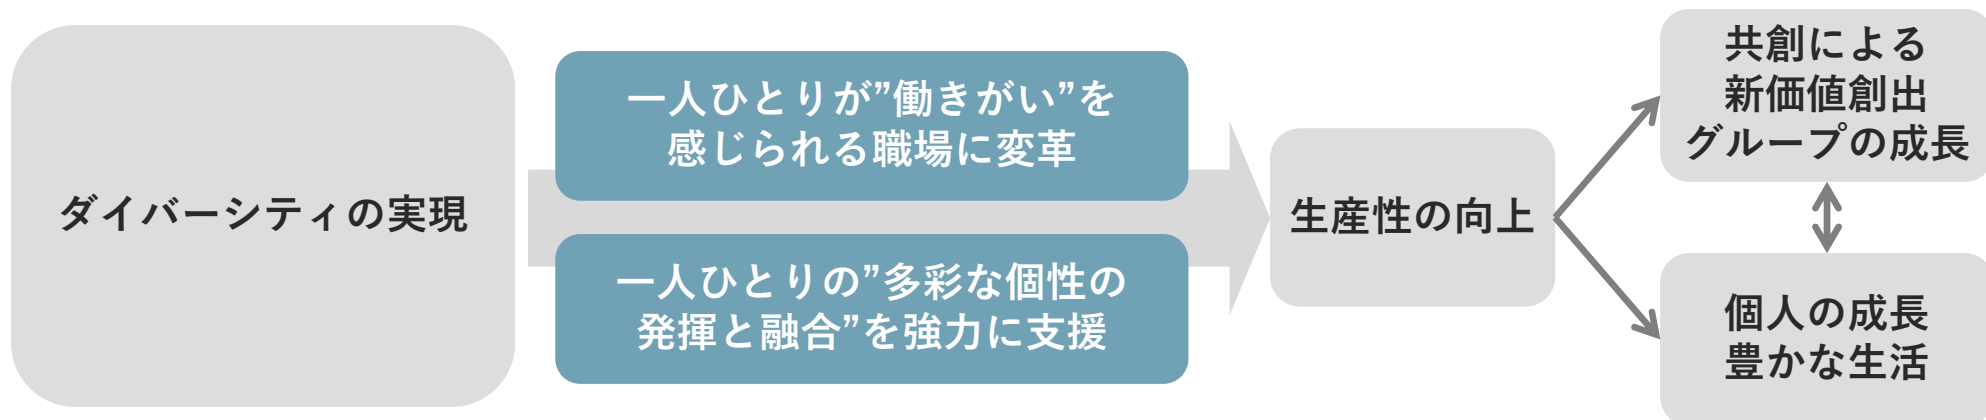 ダイバーシティの実現
一人ひとりが”働きがい”を
感じられる職場に変革
一人ひとりの”多彩な個性の
発揮と融合”を強力に支援
生産性の向上
共創による
新価値創出
グループの成長
個人の成長
豊かな生活